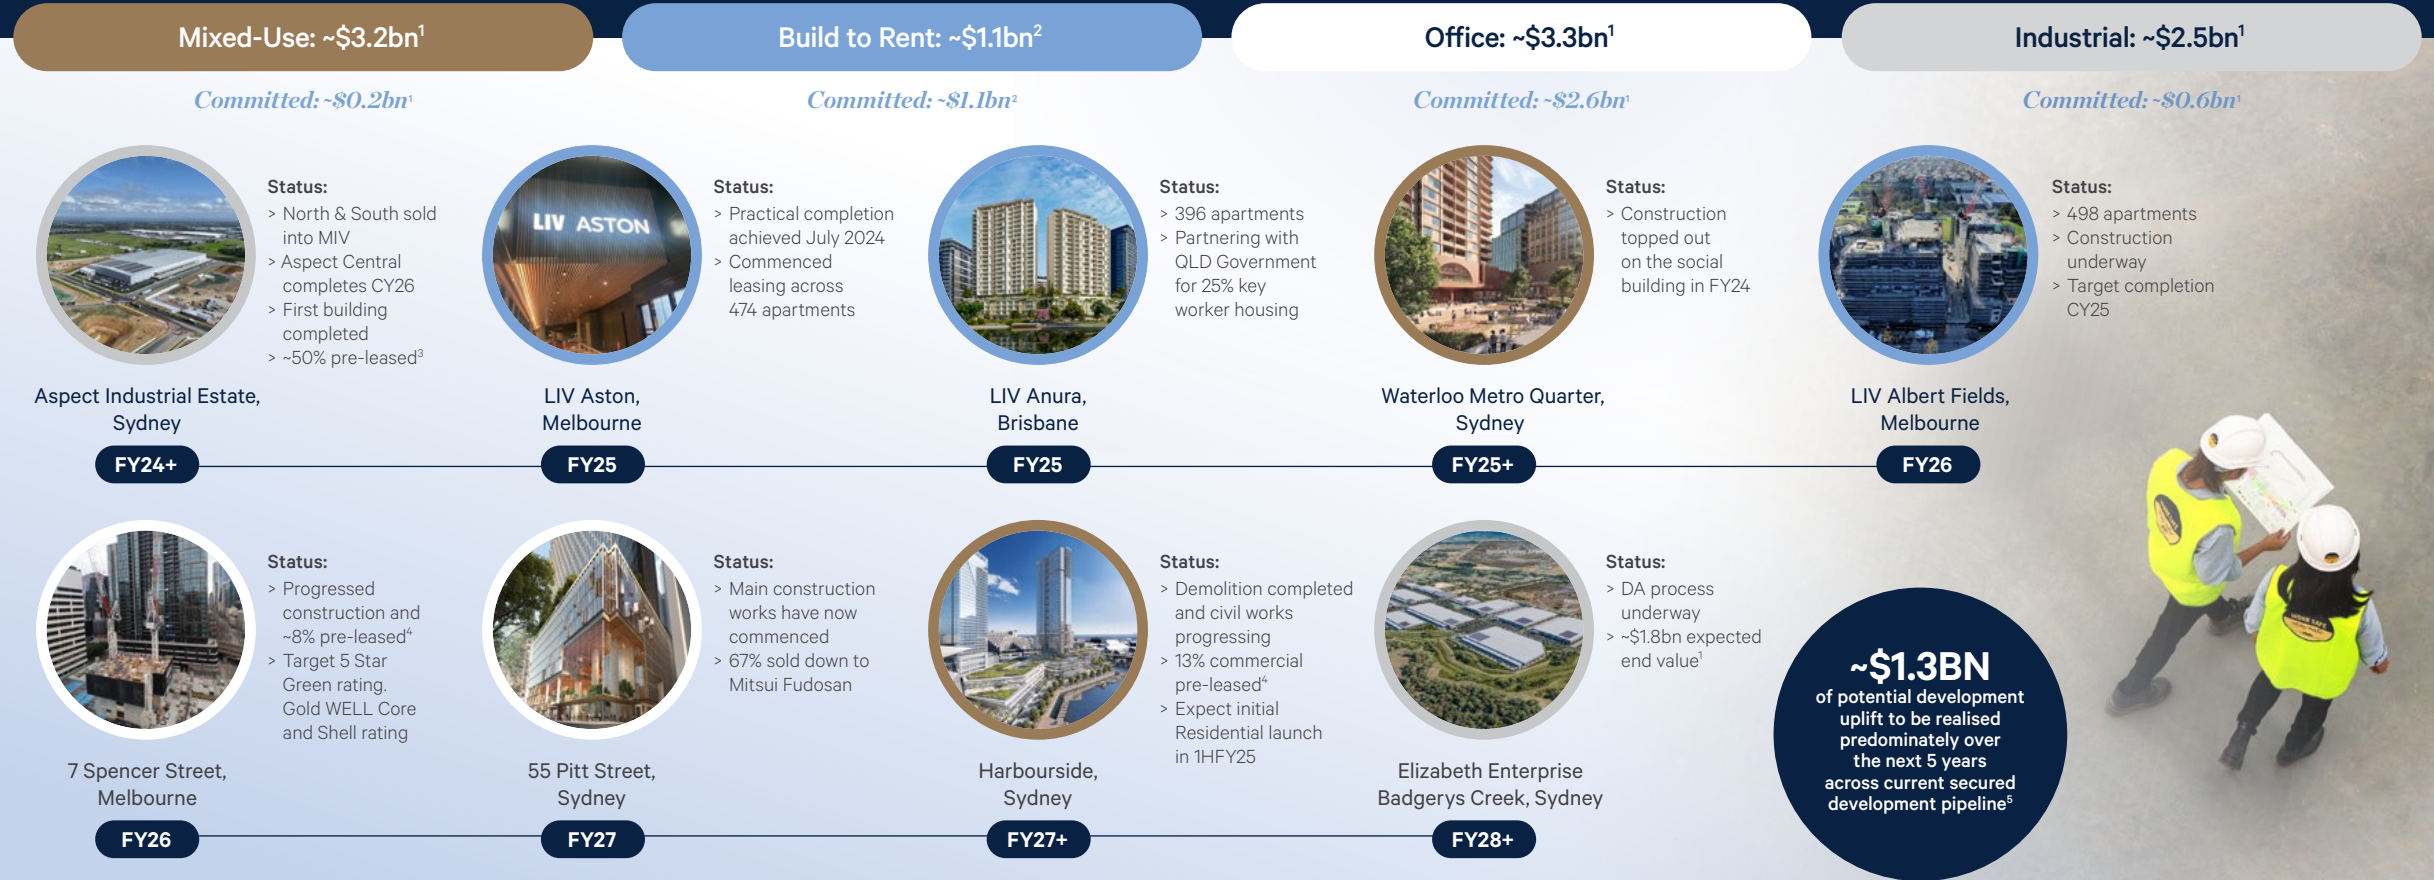 Mixed-Use: ~$3.2bn¹
Build to Rent: ~$1.1bn²
Office: ~$3.3bn¹
Industrial: ~$2.5bn¹
Committed: ~$0.2bn¹
Committed: ~$1.1bn²
Committed: ~$2.6bn¹
Committed: ~$0.6bn¹
Status:
> North & South sold
into MIV
> Aspect Central
completes CY26
> First building
completed
> ~50% pre-leased³
Aspect Industrial Estate,
Sydney
FY24+
LIV ASTON
Status:
> Practical completion
achieved July 2024
> Commenced
leasing across
474 apartments
LIV Aston,
Melbourne
FY25
Status:
> 396 apartments
> Partnering with
QLD Government
for 25% key
worker housing
LIV Anura,
Brisbane
FY25
Status:
> Construction
topped out
on the social
building in FY24
Waterloo Metro Quarter,
Sydney
FY25+
Status:
> 498 apartments
> Construction
underway
> Target completion
CY25
LIV Albert Fields,
Melbourne
FY26
Status:
> Progressed
construction and
~8% pre-leased⁴
> Target 5 Star
Green rating.
Gold WELL Core
and Shell rating
7 Spencer Street,
Melbourne
FY26
Status:
> Main construction
works have now
commenced
> 67% sold down to
Mitsui Fudosan
55 Pitt Street,
Sydney
FY27
Status:
> Demolition completed
and civil works
progressing
> 13% commercial
pre-leased⁴
> Expect initial
Residential launch
in 1HFY25
Harbourside,
Sydney
FY27+
Status:
> DA process
underway
> ~$1.8bn expected
end value¹
Elizabeth Enterprise
Badgerys Creek, Sydney
FY28+
~$1.3BN
of potential development
uplift to be realised
predominately over
the next 5 years
across current secured
development pipeline⁵
WORK SAFE